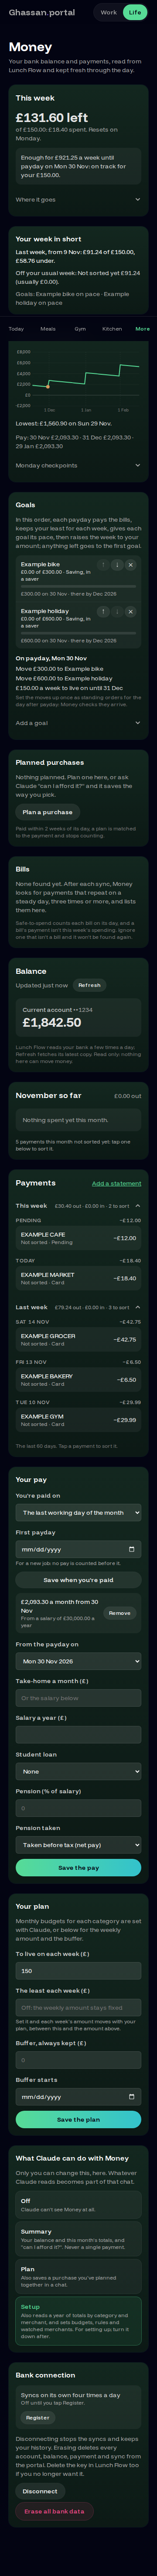 Ghassan.portal
Work
Life
Money
Your bank balance and payments, read from
Lunch Flow and kept fresh through the day.
This week
£131.60 left
of £150.00: £18.40 spent. Resets on
Monday.
Enough for £921.25 a week until
payday on Mon 30 Nov: on track for
your £150.00.
Where it goes
Your week in short
Last week, from 9 Nov: £91.24 of £150.00,
£58.76 under.
Off your usual week: Not sorted yet £91.24
(usually £0.00).
Goals: Example bike on pace · Example
holiday on pace
Today
Meals
Gym
Kitchen
More
£8,000
£6,000
£4,000
£2,000
£0
-£2,000
1 Dec
1 Jan
1 Feb
Lowest: £1,560.90 on Sun 29 Nov.
Pay: 30 Nov £2,093.30 · 31 Dec £2,093.30 ·
29 Jan £2,093.30
Monday checkpoints
Goals
In this order, each payday pays the bills,
keeps your least for each week, gives each
goal its pace, then raises the week to your
amount; anything left goes to the first goal.
Example bike
£0.00 of £300.00 · Saving, in
a saver
£300.00 on 30 Nov · there by Dec 2026
Example holiday
£0.00 of £600.00 · Saving, in
a saver
£600.00 on 30 Nov · there by Dec 2026
On payday, Mon 30 Nov
Move £300.00 to Example bike
Move £600.00 to Example holiday
£150.00 a week to live on until 31 Dec
Set the moves up once as standing orders for the
day after payday. Money checks they arrive.
Add a goal
Planned purchases
Nothing planned. Plan one here, or ask
Claude "can I afford it?" and it saves the
way you pick.
Plan a purchase
Paid within 2 weeks of its day, a plan is matched
to the payment and stops counting.
Bills
None found yet. After each sync, Money
looks for payments that repeat on a
steady day, three times or more, and lists
them here.
Safe-to-spend counts each bill on its day, and a
bill's payment isn't this week's spending. Ignore
one that isn't a bill and it won't be found again.
Balance
Updated just now
Refresh
Current account ••1234
£1,842.50
Lunch Flow reads your bank a few times a day.
Refresh fetches its latest copy. Read only: nothing
here can move money.
November so far
£0.00 out
Nothing spent yet this month.
5 payments this month not sorted yet: tap one
below to sort it.
Payments
Add a statement
This week
£30.40 out · £0.00 in · 2 to sort
PENDING
−£12.00
EXAMPLE CAFE
Not sorted · Pending
−£12.00
TODAY
−£18.40
EXAMPLE MARKET
Not sorted · Card
−£18.40
Last week
£79.24 out · £0.00 in · 3 to sort
SAT 14 NOV
−£42.75
EXAMPLE GROCER
Not sorted · Card
−£42.75
FRI 13 NOV
−£6.50
EXAMPLE BAKERY
Not sorted · Card
−£6.50
TUE 10 NOV
−£29.99
EXAMPLE GYM
Not sorted · Card
−£29.99
The last 60 days. Tap a payment to sort it.
Your pay
You're paid on
The last working day of the month
First payday
mm/dd/yyyy
For a new job: no pay is counted before it.
Save when you're paid
£2,093.30 a month from 30
Nov
From a salary of £30,000.00 a
year
Remove
From the payday on
Mon 30 Nov 2026
Take-home a month (£)
Or the salary below
Salary a year (£)
Student loan
None
Pension (% of salary)
0
Pension taken
Taken before tax (net pay)
Save the pay
Your plan
Monthly budgets for each category are set
with Claude, or below for the weekly
amount and the buffer.
To live on each week (£)
150
The least each week (£)
Off: the weekly amount stays fixed
Set it and each week's amount moves with your
plan, between this and the amount above.
Buffer, always kept (£)
0
Buffer starts
mm/dd/yyyy
Save the plan
What Claude can do with Money
Only you can change this, here. Whatever
Claude reads becomes part of that chat.
Off
Claude can't see Money at all.
Summary
Your balance and this month's totals, and
"can I afford it?". Never a single payment.
Plan
Also saves a purchase you've planned
together in a chat.
Setup
Also reads a year of totals by category and
merchant, and sets budgets, rules and
watched merchants. For setting up; turn it
down after.
Bank connection
Syncs on its own four times a day
Off until you tap Register.
Register
Disconnecting stops the syncs and keeps
your history. Erasing deletes every
account, balance, payment and sync from
the portal. Delete the key in Lunch Flow too
if you no longer want it.
Disconnect
Erase all bank data